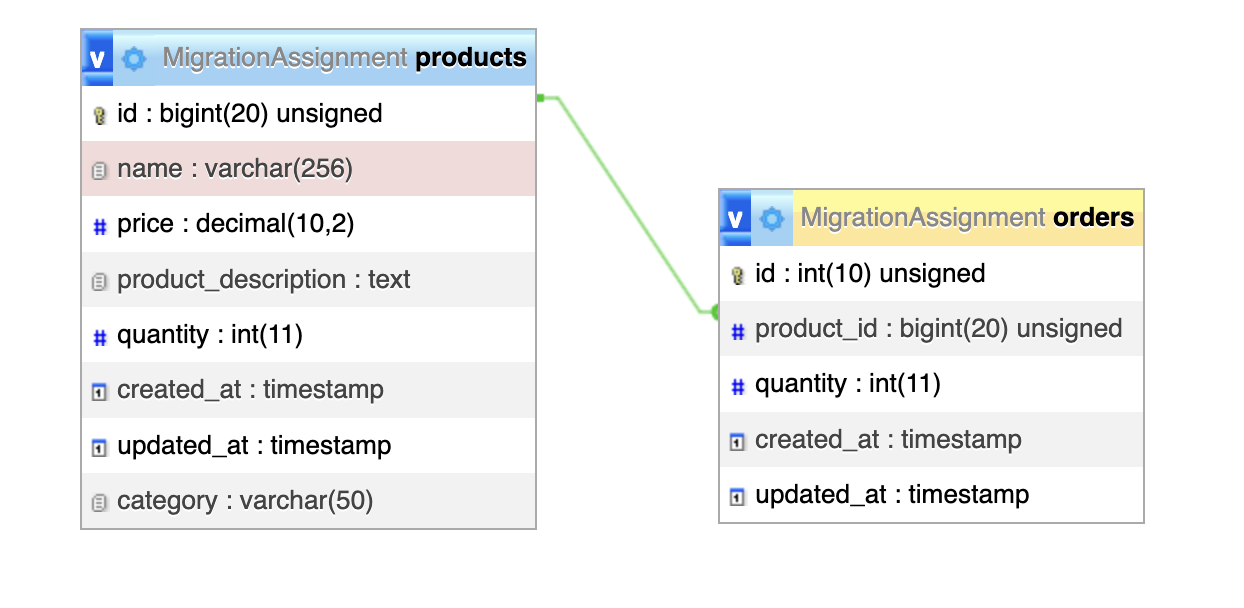 v MigrationAssignment products
id : bigint(20) unsigned
name : varchar(256)
# price : decimal(10,2)
product_description : text
# quantity : int(11)
created_at : timestamp
updated_at : timestamp
category : varchar(50)
v MigrationAssignment orders
id : int(10) unsigned
# product_id : bigint(20) unsigned
# quantity : int(11)
created_at : timestamp
updated_at : timestamp